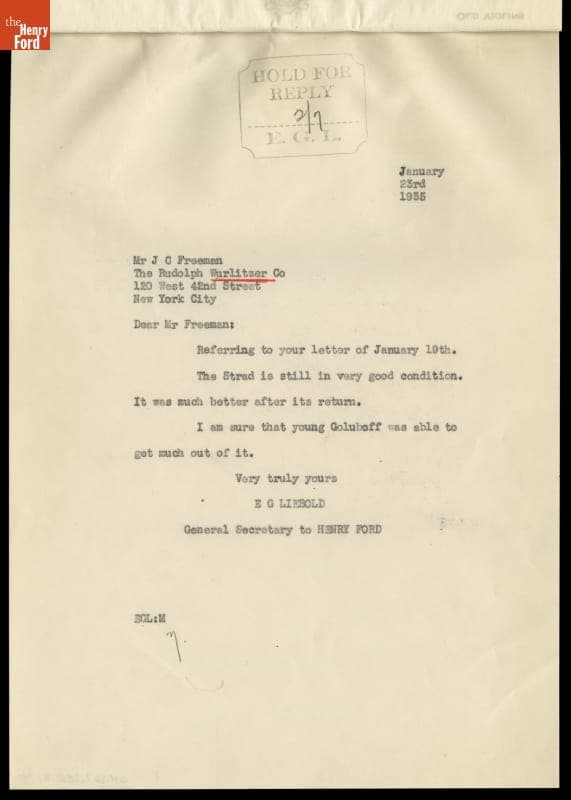 the
Henry
Ford
HOLD FOR
REPLY
2/7
E. G. L.
January
23rd
1935
Mr J C Freeman
The Rudolph Wurlitzer Co
120 West 42nd Street
New York City
Dear Mr Freeman:
Referring to your letter of January 19th.
The Strad is still in very good condition.
It was much better after its return.
I am sure that young Goluboff was able to
get much out of it.
Very truly yours
E G LIEBOLD
General Secretary to HENRY FORD
EGL:M